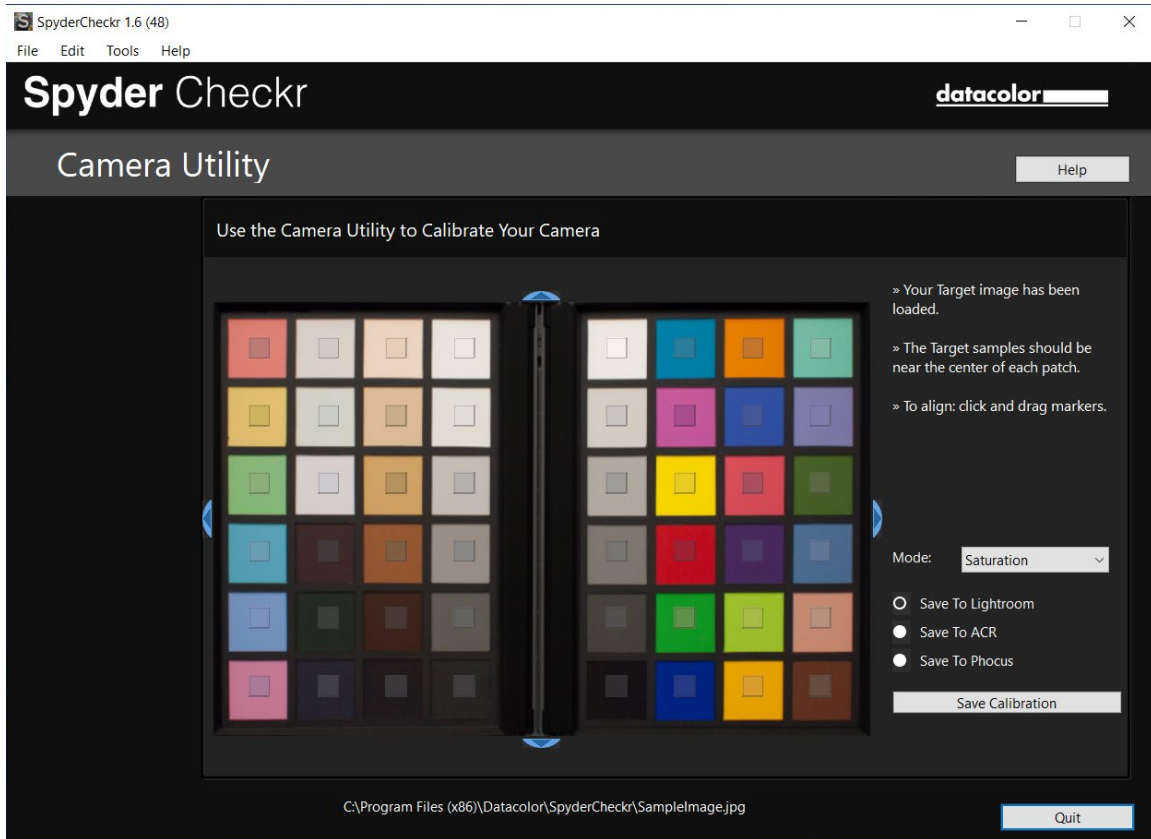 SpyderCheckr 1.6 (48)
File Edit Tools Help
Spyder Checkr
datacolor
Camera Utility
Help
Use the Camera Utility to Calibrate Your Camera
» Your Target image has been
loaded.
» The Target samples should be
near the center of each patch.
» To align: click and drag markers.
Mode: Saturation
Save To Lightroom
Save To ACR
Save To Phocus
Save Calibration
C:\Program Files (x86)\Datacolor\SpyderCheckr\SampleImage.jpg
Quit